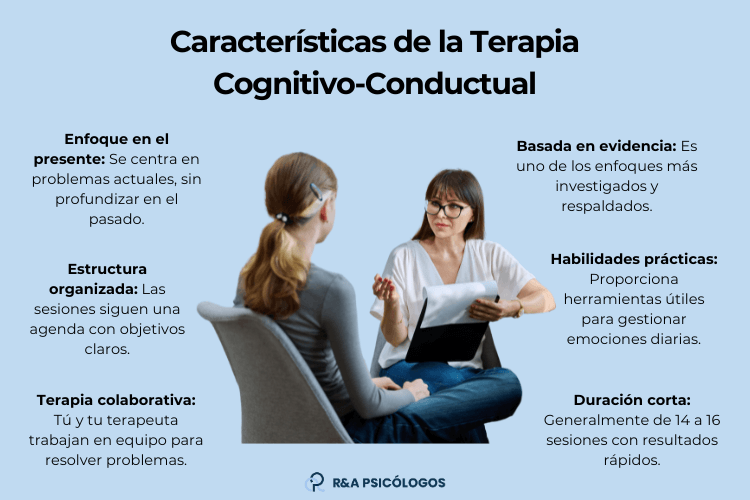 Características de la Terapia
Cognitivo-Conductual
Enfoque en el
presente: Se centra en
problemas actuales, sin
profundizar en el
pasado.
Estructura
organizada: Las
sesiones siguen una
agenda con objetivos
claros.
Terapia colaborativa:
Tú y tu terapeuta
trabajan en equipo para
resolver problemas.
Basada en evidencia: Es
uno de los enfoques más
investigados y
respaldados.
Habilidades prácticas:
Proporciona
herramientas útiles
para gestionar
emociones diarias.
Duración corta:
Generalmente de 14 a 16
sesiones con resultados
rápidos.
R&A PSICÓLOGOS